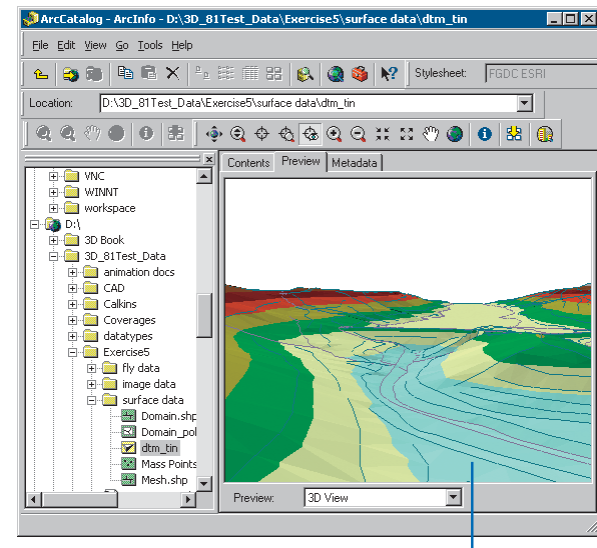 ArcCatalog - ArcInfo - D:\3D_81Test_Data\Exercise5\surface data\dtm_tin
File Edit View Go Tools Help
Stylesheet: FGDC ESRI
Location: D:\3D_81Test_Data\Exercise5\surface data\dtm_tin
Contents Preview Metadata
VNC
WINNT
workspace
D:\
3D Book
3D_81Test_Data
animation docs
CAD
Calkins
Coverages
datatypes
Exercise5
fly data
image data
surface data
Domain.shp
Domain_pol
dtm_tin
Mass Points
Mesh.shp
Preview: 3D View